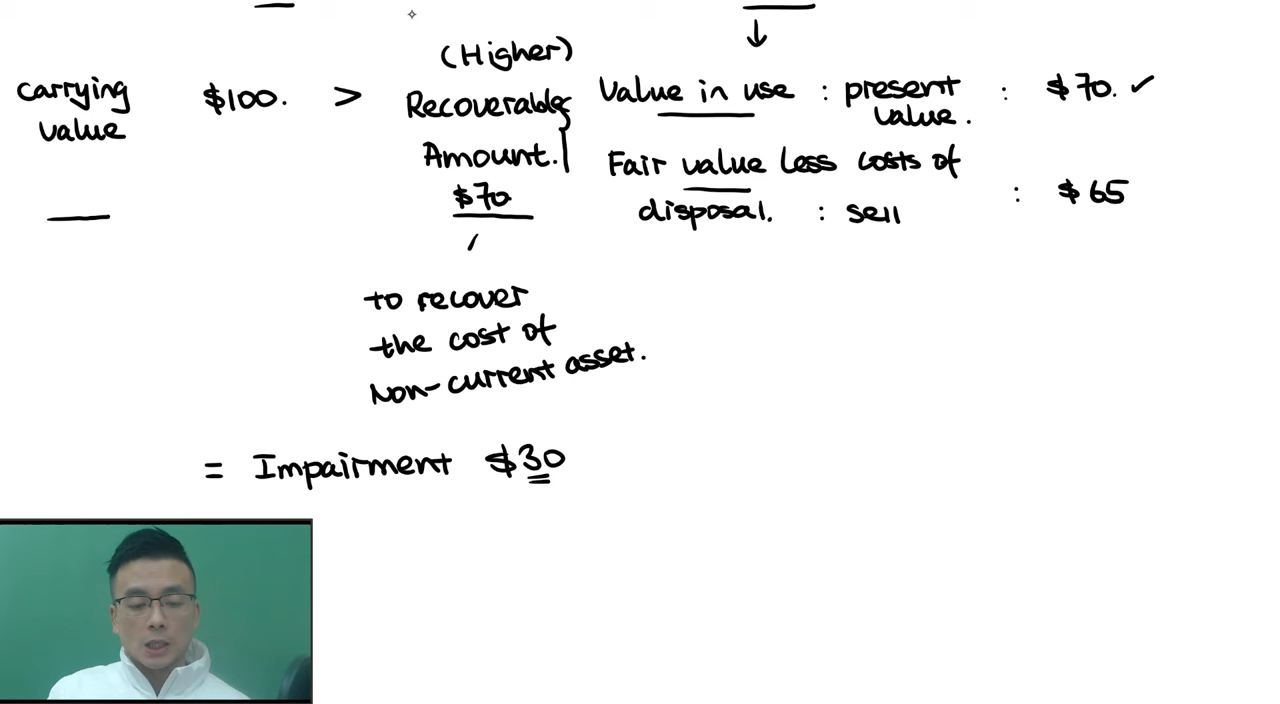 (Higher)
carrying value $100. > Recoverable Amount. $70
Value in use : present value. : $70. ✓
Fair value less costs of disposal. : sell : $65
to recover
the cost of
Non-current asset.
= Impairment $30